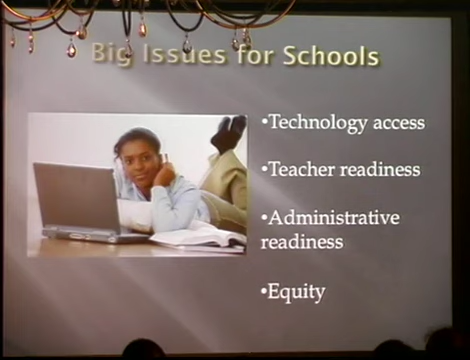 Big Issues for Schools
•Technology access
•Teacher readiness
•Administrative
readiness
•Equity